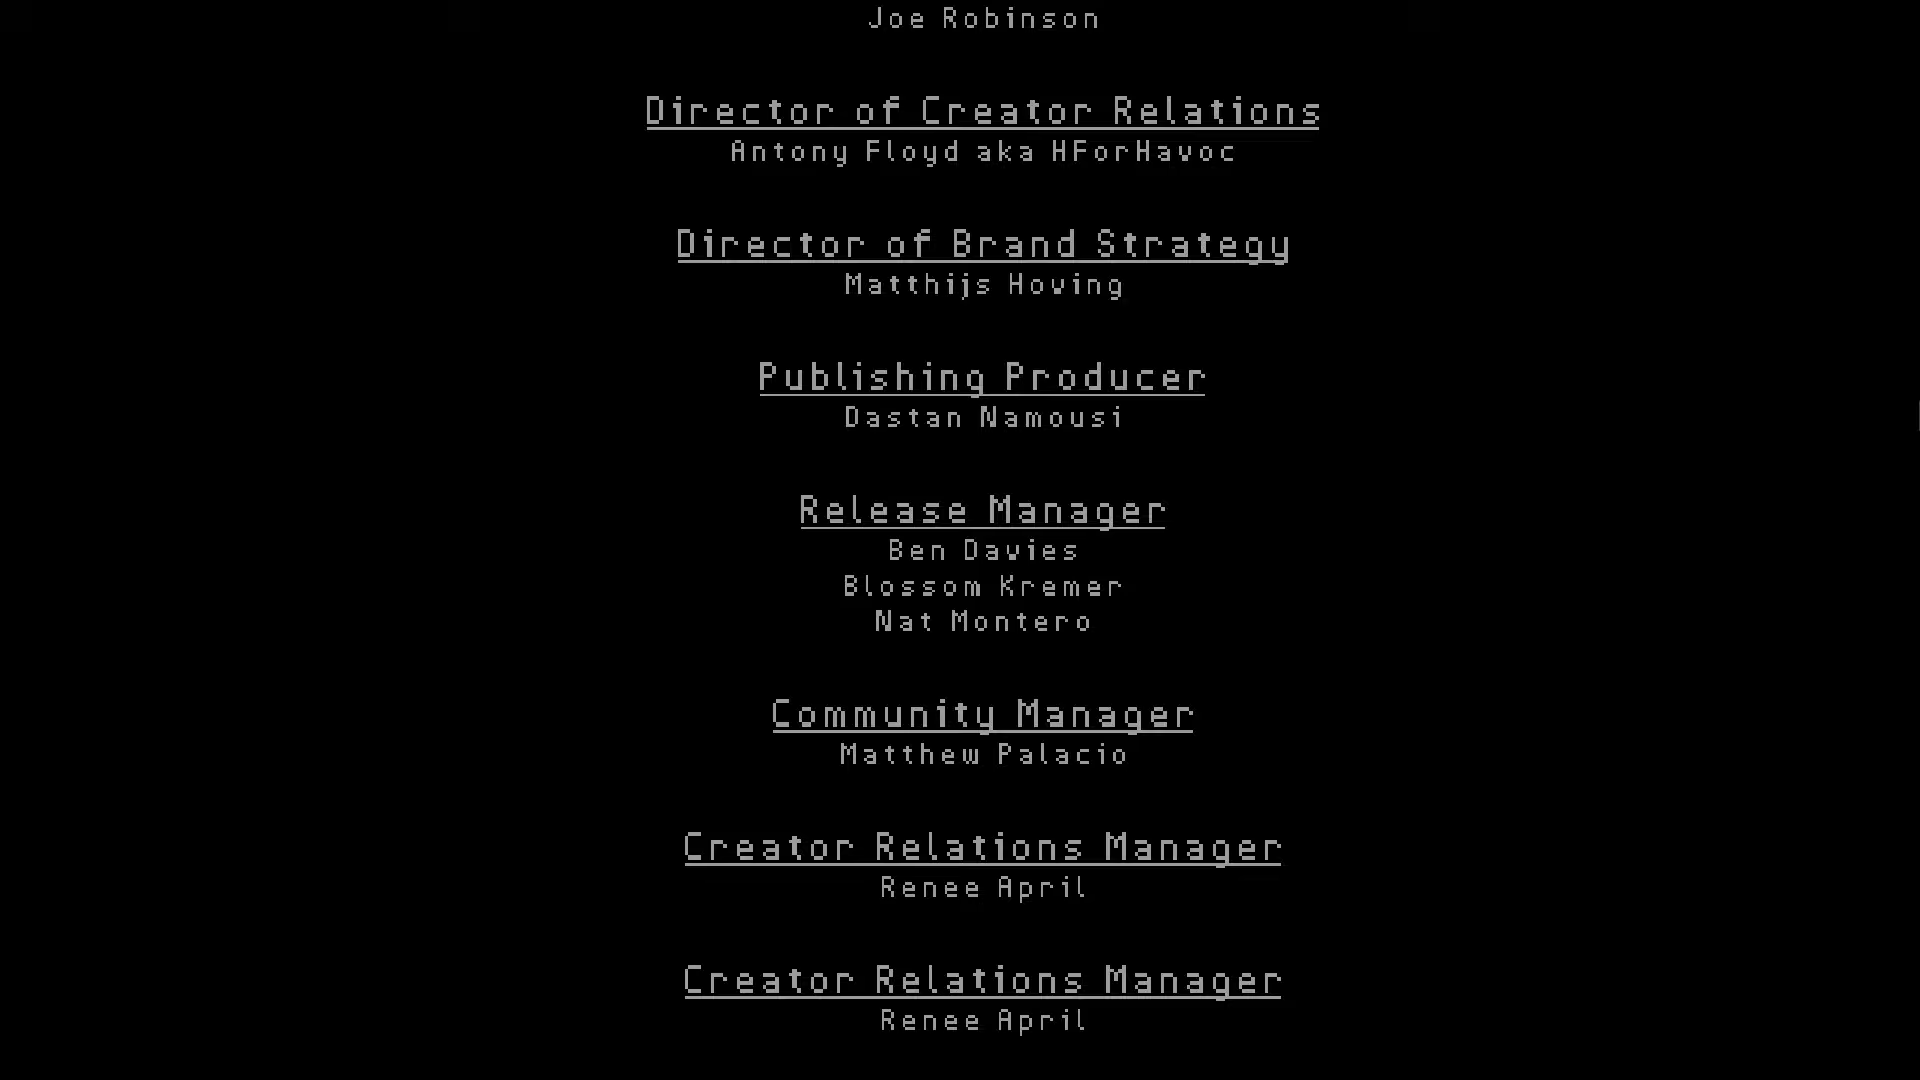 Joe Robinson
Director of Creator Relations
Antony Floyd aka HForHavoc
Director of Brand Strategy
Matthijs Hoving
Publishing Producer
Dastan Namousi
Release Manager
Ben Davies
Blossom Kremer
Nat Montero
Community Manager
Matthew Palacio
Creator Relations Manager
Renee April
Creator Relations Manager
Renee April